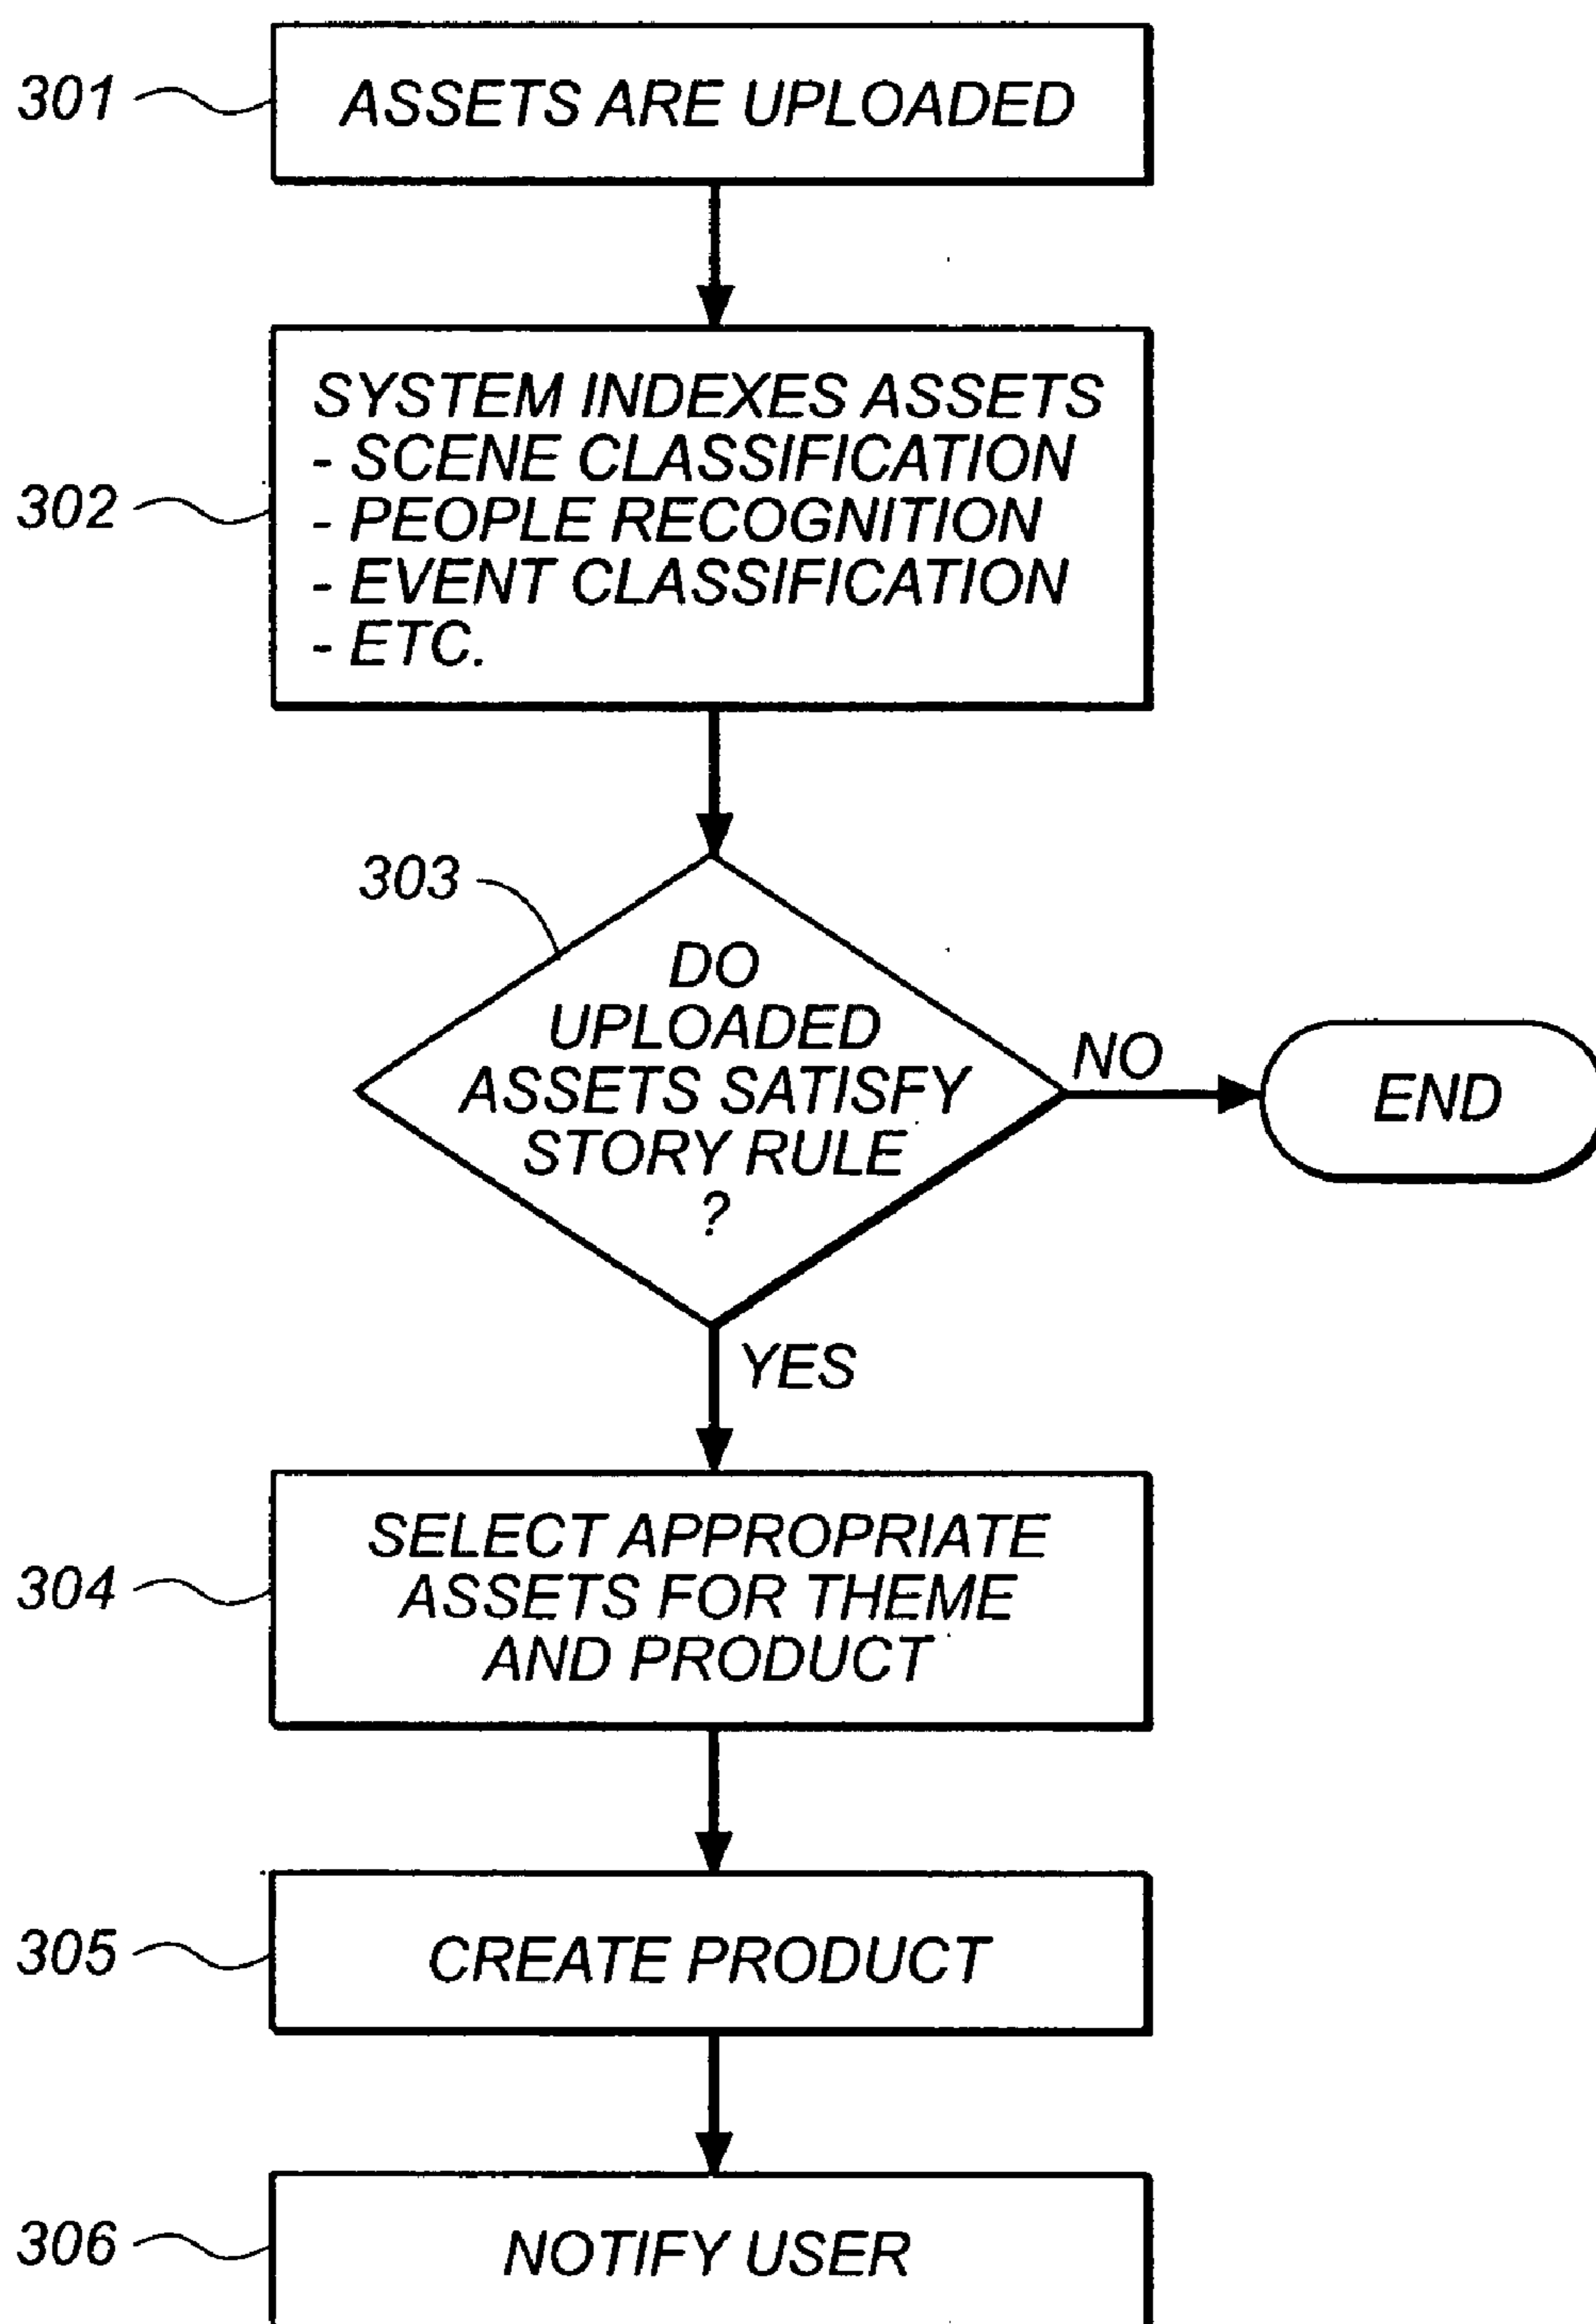 301
ASSETS ARE UPLOADED
302
SYSTEM INDEXES ASSETS
- SCENE CLASSIFICATION
- PEOPLE RECOGNITION
- EVENT CLASSIFICATION
- ETC.
303
DO
UPLOADED
ASSETS SATISFY
STORY RULE
?
NO
END
YES
304
SELECT APPROPRIATE
ASSETS FOR THEME
AND PRODUCT
305
CREATE PRODUCT
306
NOTIFY USER